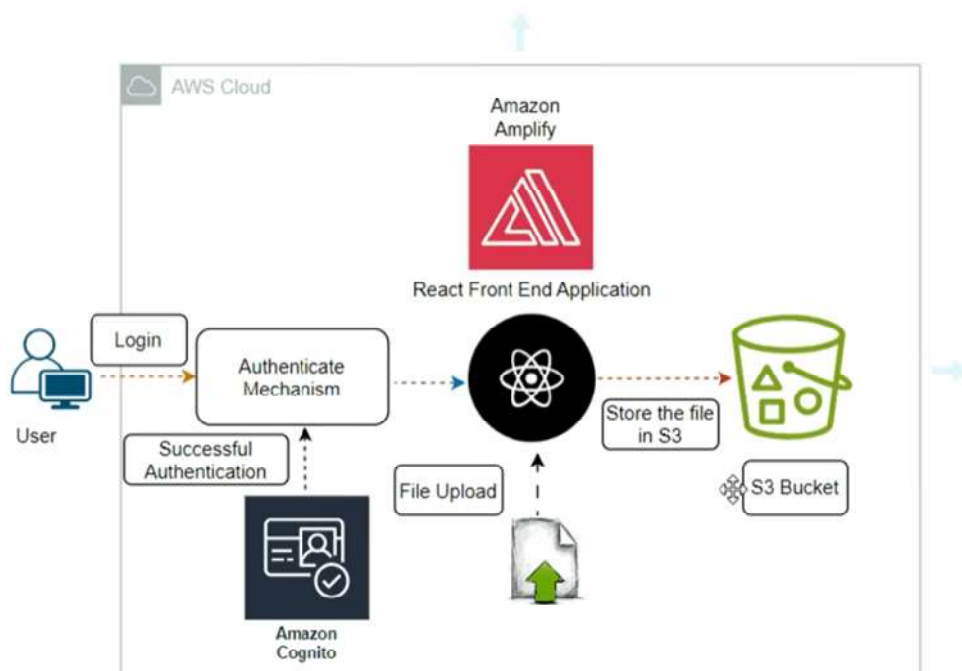 AWS Cloud
Amazon
Amplify
React Front End Application
Login
Authenticate
Mechanism
User
Successful
Authentication
File Upload
Store the file
in S3
S3 Bucket
Amazon
Cognito